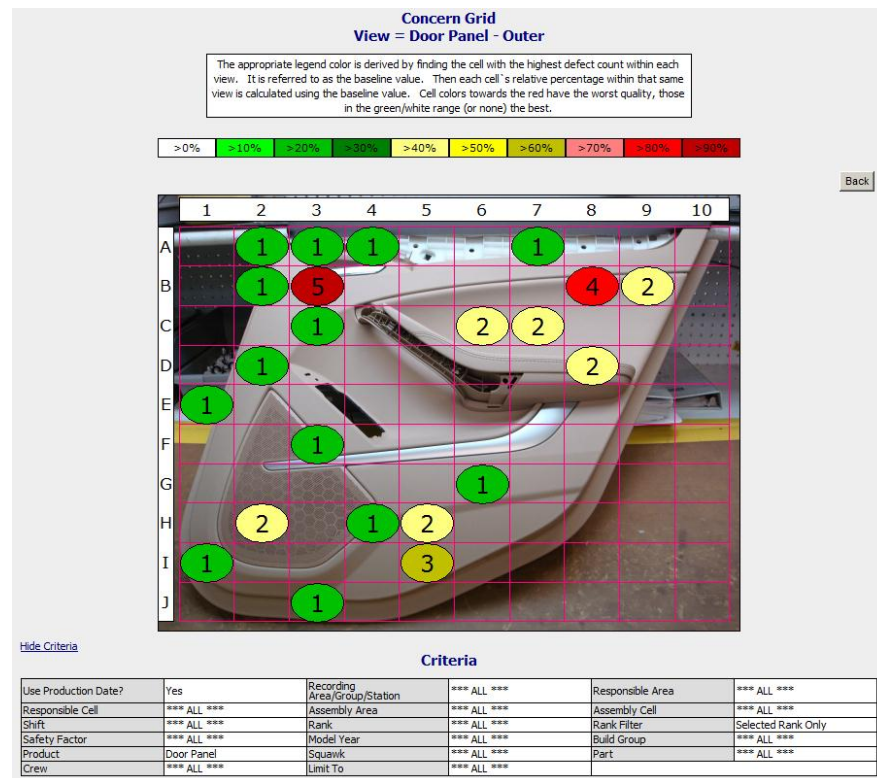 Concern Grid
View = Door Panel - Outer
The appropriate legend color is derived by finding the cell with the highest defect count within each
view. It is referred to as the baseline value. Then each cell`s relative percentage within that same
view is calculated using the baseline value. Cell colors towards the red have the worst quality, those
in the green/white range (or none) the best.
>0% >10% >20% >30% >40% >50% >60% >70% >80% >90%
Back
1 2 3 4 5 6 7 8 9 10
A 1 1 1 1
B 1 5 4 2
C 1 2 2
D 1 2
E 1
F 1
G 1
H 2 1 2
I 1 3
J 1
Hide Criteria
Criteria
Use Production Date? Yes Recording Area/Group/Station *** ALL *** Responsible Area *** ALL ***
Responsible Cell *** ALL *** Assembly Area *** ALL *** Assembly Cell *** ALL ***
Shift *** ALL *** Rank *** ALL *** Rank Filter Selected Rank Only
Safety Factor *** ALL *** Model Year *** ALL *** Build Group *** ALL ***
Product Door Panel Squawk *** ALL *** Part *** ALL ***
Crew *** ALL *** Limit To *** ALL ***